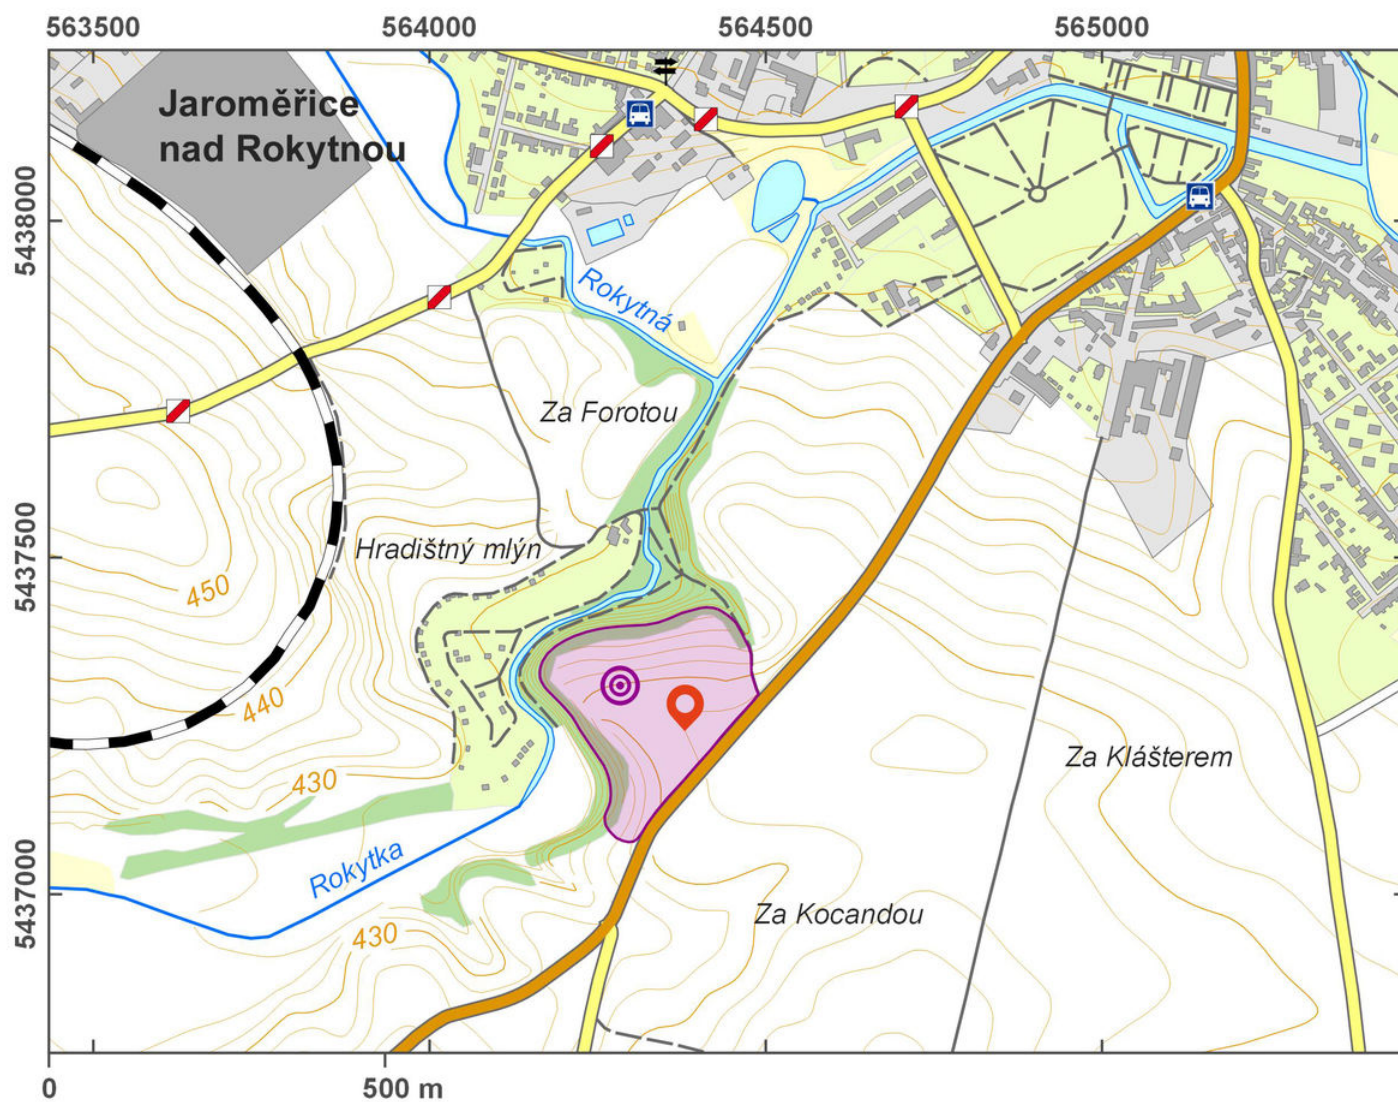 563500
564000
564500
565000
Jaroměřice
nad Rokytnou
5438000
Rokytná
Za Forotou
5437500
Hradištný mlýn
450
440
Za Klášterem
430
5437000
Rokytka
Za Kocandou
430
0
500 m